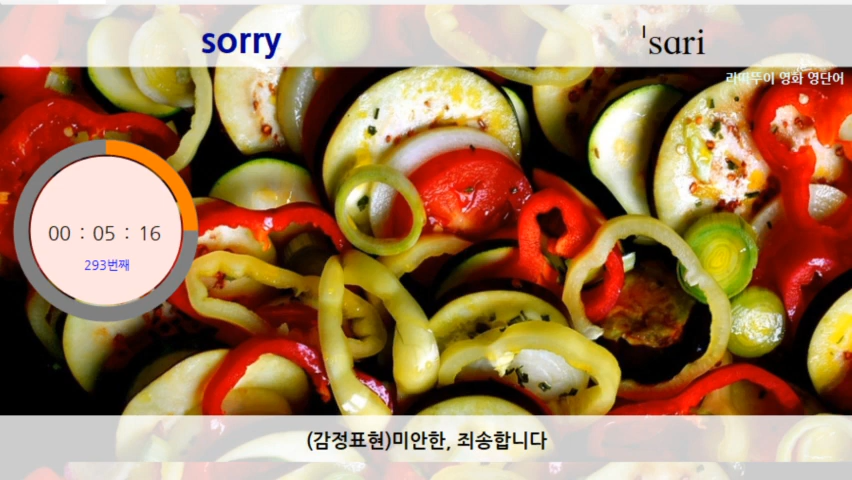 sorry
ˈsɑri
라따뚜이 영화 영단어
00 : 05 : 16
293번째
(감정표현)미안한, 죄송합니다